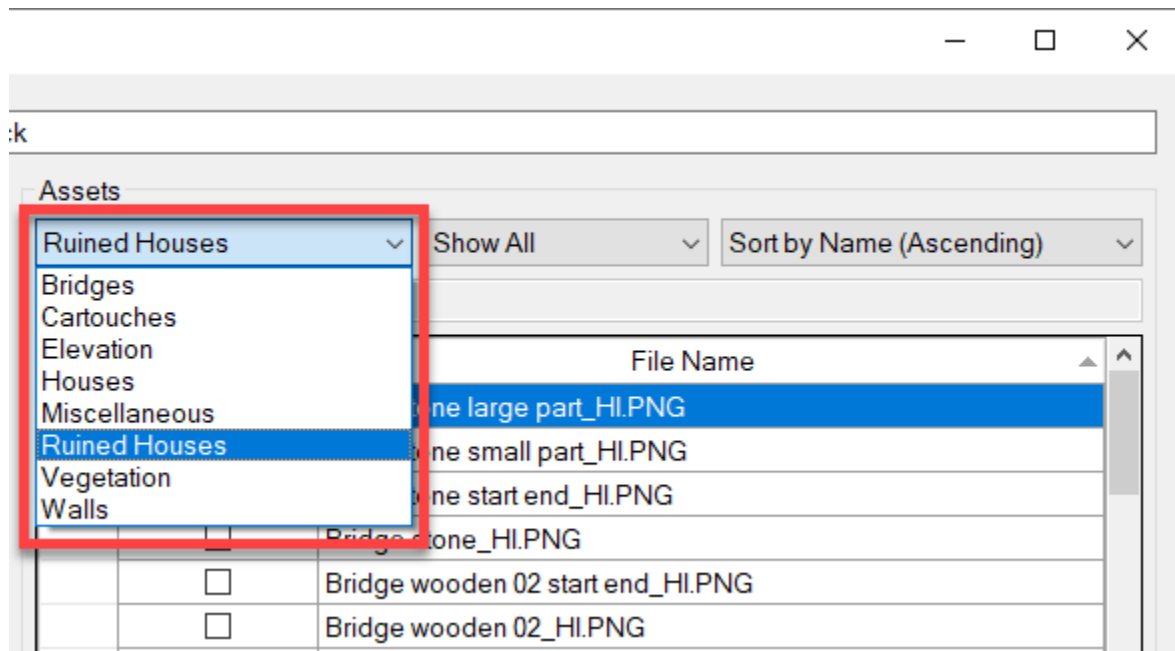 ck
Assets
Ruined Houses Show All Sort by Name (Ascending)
Bridges
Cartouches
Elevation
Houses
Miscellaneous
Ruined Houses
Vegetation
Walls
File Name
one large part_HI.PNG
one small part_HI.PNG
one start end_HI.PNG
Bridge stone_HI.PNG
Bridge wooden 02 start end_HI.PNG
Bridge wooden 02_HI.PNG